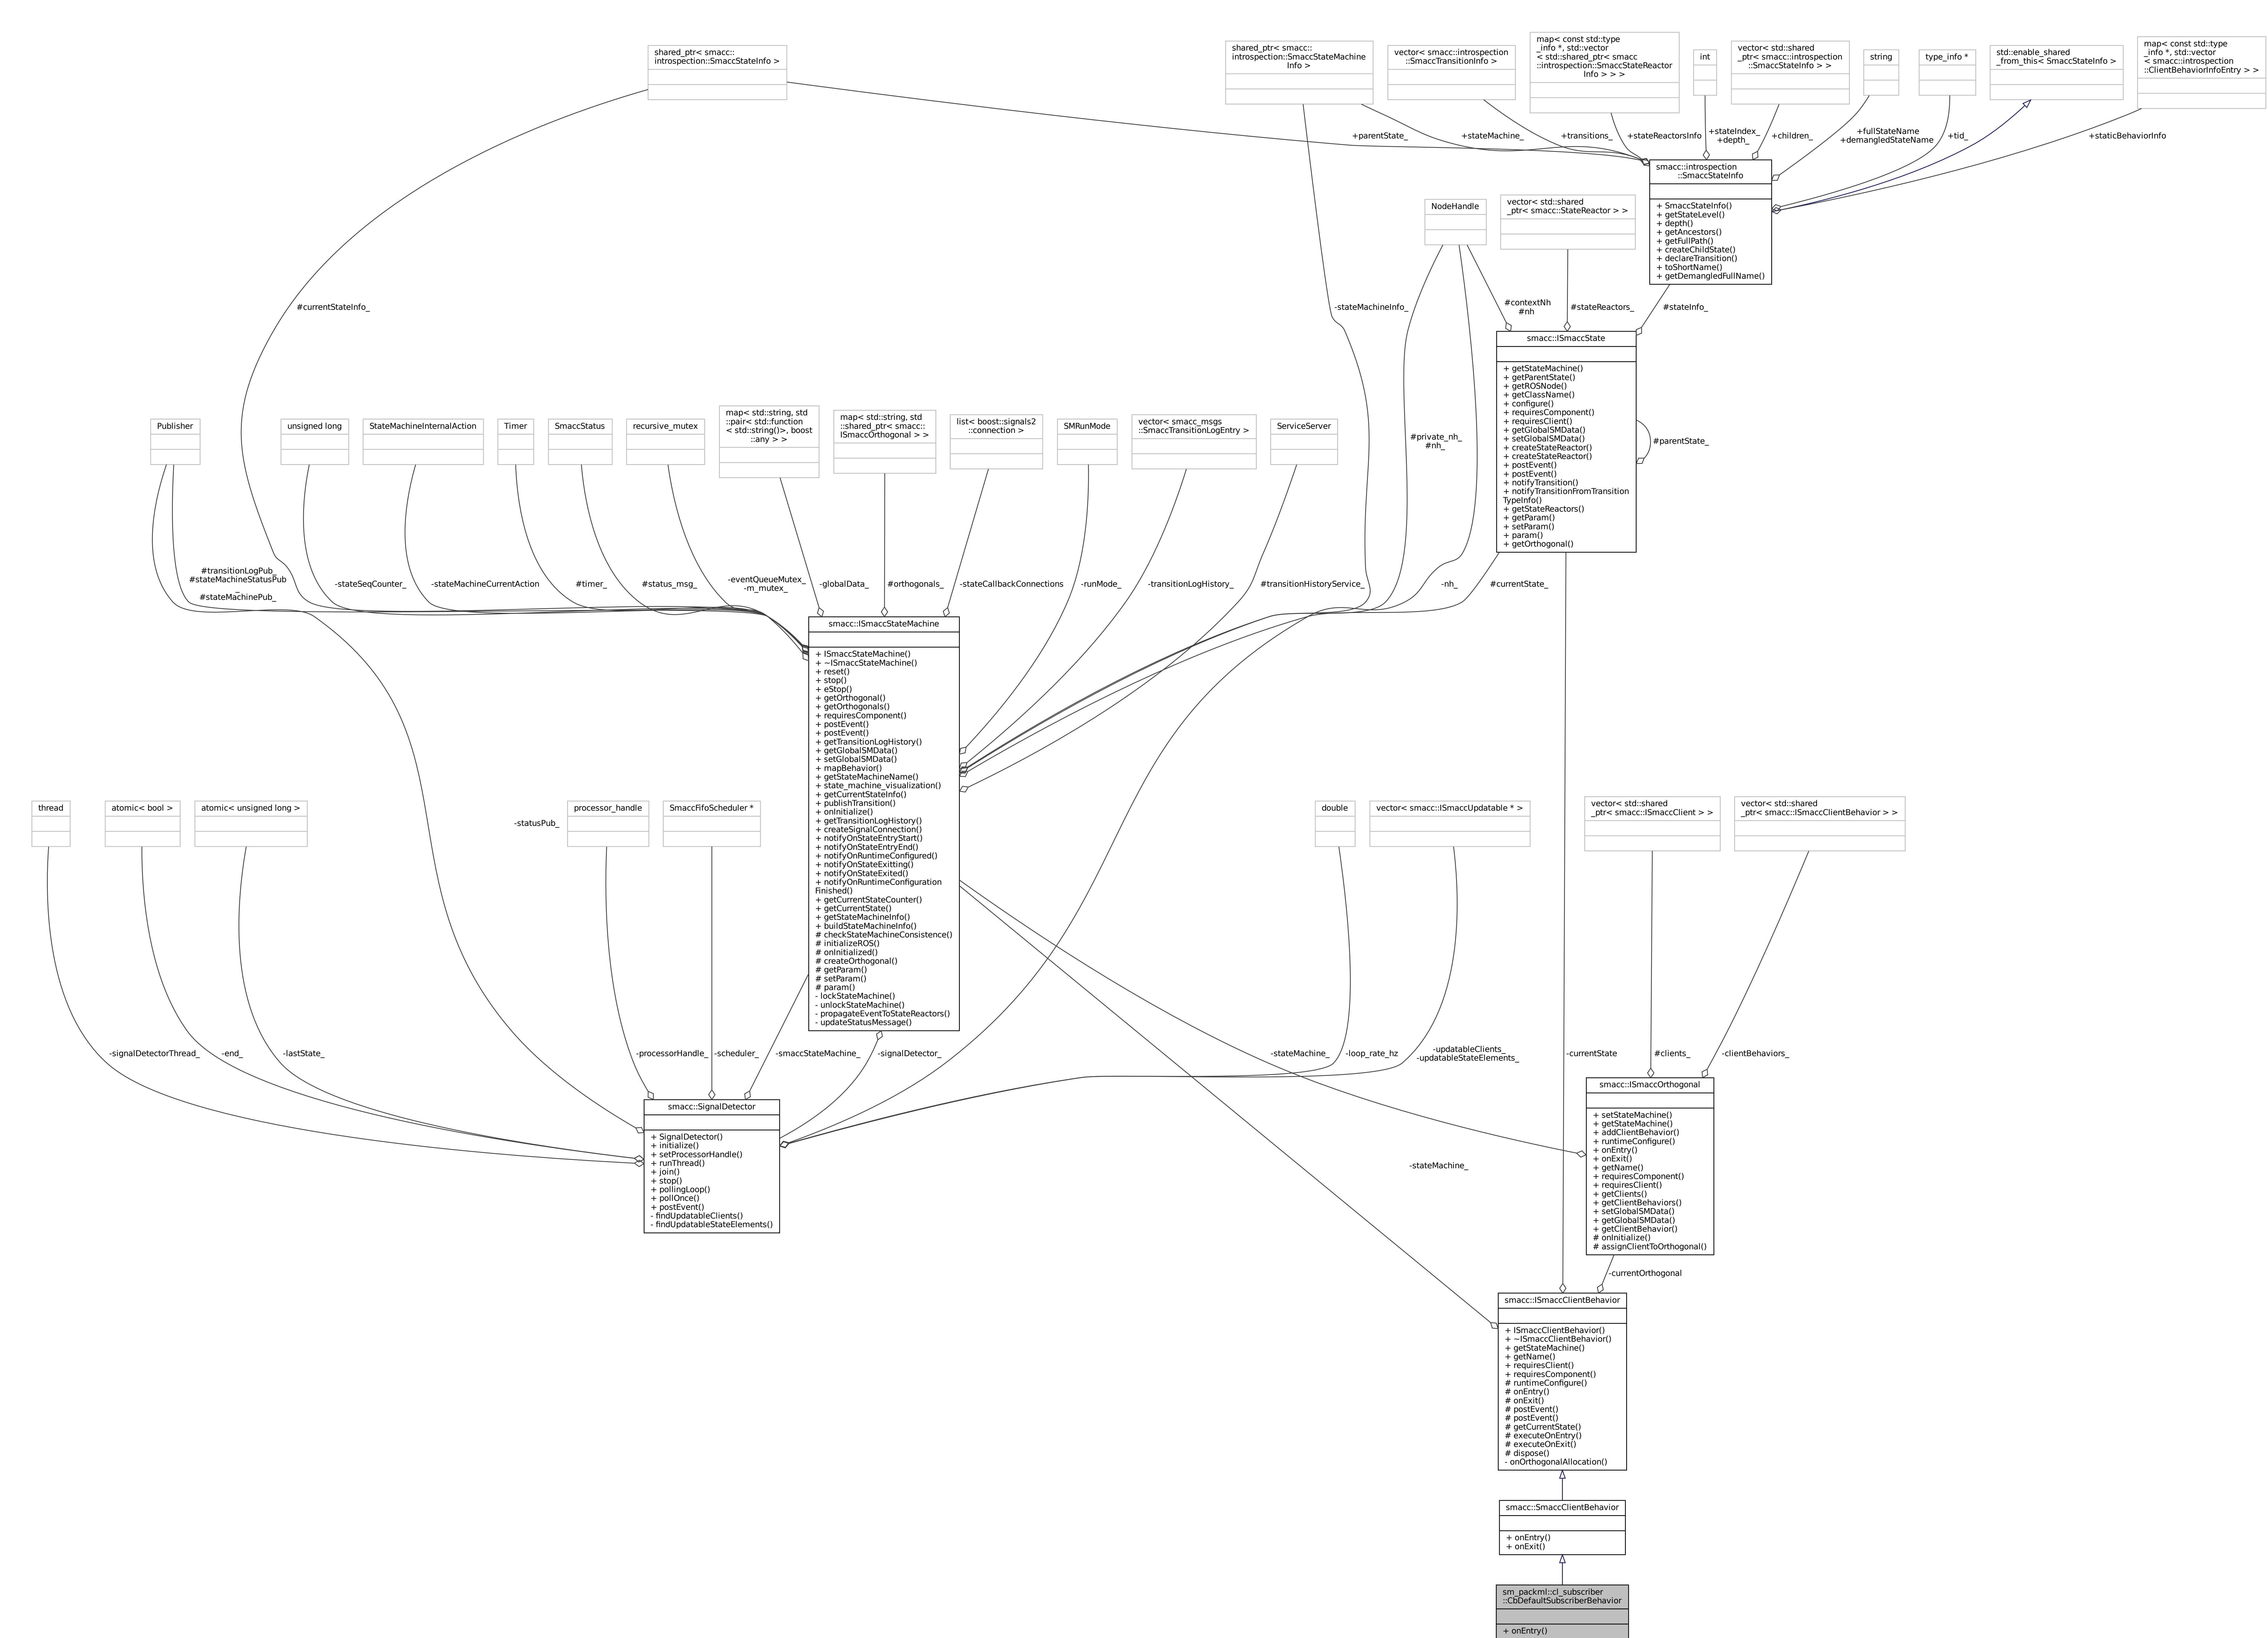 shared_ptr< smacc::
introspection::SmaccStateInfo >
shared_ptr< smacc::
introspection::SmaccStateMachine
Info >
vector< smacc::introspection
::SmaccTransitionInfo >
map< const std::type
_info *, std::vector
< std::shared_ptr< smacc
::introspection::SmaccStateReactor
Info > > >
int
vector< std::shared
_ptr< smacc::introspection
::SmaccStateInfo > >
string
type_info *
std::enable_shared
_from_this< SmaccStateInfo >
map< const std::type
_info *, std::vector
< smacc::introspection
::ClientBehaviorInfoEntry > >
+parentState_
+stateMachine_
+transitions_
+stateReactorsInfo
+stateIndex_
+depth_
+children_
+fullStateName
+demangledStateName
+tid_
+staticBehaviorInfo
smacc::introspection
::SmaccStateInfo
+ SmaccStateInfo()
+ getStateLevel()
+ depth()
+ getAncestors()
+ getFullPath()
+ createChildState()
+ declareTransition()
+ toShortName()
+ getDemangledFullName()
NodeHandle
vector< std::shared
_ptr< smacc::StateReactor > >
#currentStateInfo_
-stateMachineInfo_
#contextNh
#nh
#stateReactors_
#stateInfo_
smacc::ISmaccState
+ getStateMachine()
+ getParentState()
+ getROSNode()
+ getClassName()
+ configure()
+ requiresComponent()
+ requiresClient()
+ getGlobalSMData()
+ setGlobalSMData()
+ createStateReactor()
+ createStateReactor()
+ postEvent()
+ postEvent()
+ notifyTransition()
+ notifyTransitionFromTransition
TypeInfo()
+ getStateReactors()
+ getParam()
+ setParam()
+ param()
+ getOrthogonal()
#parentState_
#private_nh_
#nh_
Publisher
unsigned long
StateMachineInternalAction
Timer
SmaccStatus
recursive_mutex
map< std::string, std
::pair< std::function
< std::string()>, boost
::any > >
map< std::string, std
::shared_ptr< smacc::
ISmaccOrthogonal > >
list< boost::signals2
::connection >
SMRunMode
vector< smacc_msgs
::SmaccTransitionLogEntry >
ServiceServer
#transitionLogPub_
#stateMachineStatusPub
_
#stateMachinePub_
-stateSeqCounter_
-stateMachineCurrentAction
#timer_
#status_msg_
-eventQueueMutex_
-m_mutex_
-globalData_
#orthogonals_
-stateCallbackConnections
-runMode_
-transitionLogHistory_
#transitionHistoryService_
-nh_
#currentState_
smacc::ISmaccStateMachine
+ ISmaccStateMachine()
+ ~ISmaccStateMachine()
+ reset()
+ stop()
+ eStop()
+ getOrthogonal()
+ getOrthogonals()
+ requiresComponent()
+ postEvent()
+ postEvent()
+ getTransitionLogHistory()
+ getGlobalSMData()
+ setGlobalSMData()
+ mapBehavior()
+ getStateMachineName()
+ state_machine_visualization()
+ getCurrentStateInfo()
+ publishTransition()
+ onInitialize()
+ getTransitionLogHistory()
+ createSignalConnection()
+ notifyOnStateEntryStart()
+ notifyOnStateEntryEnd()
+ notifyOnRuntimeConfigured()
+ notifyOnStateExitting()
+ notifyOnStateExited()
+ notifyOnRuntimeConfiguration
Finished()
+ getCurrentStateCounter()
+ getCurrentState()
+ getStateMachineInfo()
+ buildStateMachineInfo()
# checkStateMachineConsistence()
# initializeROS()
# onInitialized()
# createOrthogonal()
# getParam()
# setParam()
# param()
- lockStateMachine()
- unlockStateMachine()
- propagateEventToStateReactors()
- updateStatusMessage()
thread
atomic< bool >
atomic< unsigned long >
-statusPub_
processor_handle
SmaccFifoScheduler *
double
vector< smacc::ISmaccUpdatable * >
vector< std::shared
_ptr< smacc::ISmaccClient > >
vector< std::shared
_ptr< smacc::ISmaccClientBehavior > >
-signalDetectorThread_
-end_
-lastState_
-processorHandle_
-scheduler_
-smaccStateMachine_
-signalDetector_
-stateMachine_
-loop_rate_hz
-updatableClients_
-updatableStateElements_
-currentState
#clients_
-clientBehaviors_
smacc::SignalDetector
+ SignalDetector()
+ initialize()
+ setProcessorHandle()
+ runThread()
+ join()
+ stop()
+ pollingLoop()
+ pollOnce()
+ postEvent()
- findUpdatableClients()
- findUpdatableStateElements()
smacc::ISmaccOrthogonal
+ setStateMachine()
+ getStateMachine()
+ addClientBehavior()
+ runtimeConfigure()
+ onEntry()
+ onExit()
+ getName()
+ requiresComponent()
+ requiresClient()
+ getClients()
+ getClientBehaviors()
+ setGlobalSMData()
+ getGlobalSMData()
+ getClientBehavior()
# onInitialize()
# assignClientToOrthogonal()
-stateMachine_
-currentOrthogonal
smacc::ISmaccClientBehavior
+ ISmaccClientBehavior()
+ ~ISmaccClientBehavior()
+ getStateMachine()
+ getName()
+ requiresClient()
+ requiresComponent()
# runtimeConfigure()
# onEntry()
# onExit()
# postEvent()
# postEvent()
# getCurrentState()
# executeOnEntry()
# executeOnExit()
# dispose()
- onOrthogonalAllocation()
smacc::SmaccClientBehavior
+ onEntry()
+ onExit()
sm_packml::cl_subscriber
::CbDefaultSubscriberBehavior
+ onEntry()